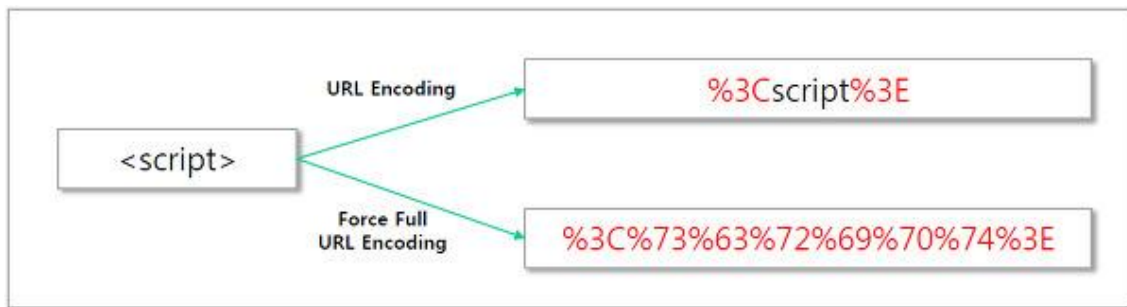 URL Encoding
%3Cscript%3E
<script>
Force Full
URL Encoding
%3C%73%63%72%69%70%74%3E